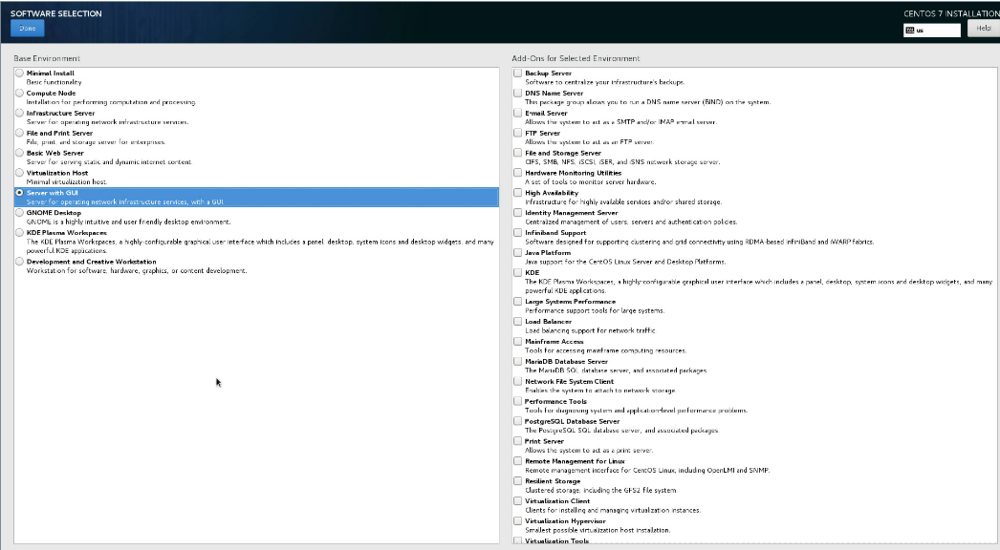 SOFTWARE SELECTION
Done
CENTOS 7 INSTALLATION
us
Help!
Base Environment
Minimal Install
Basic functionality.
Compute Node
Installation for performing computation and processing.
Infrastructure Server
Server for operating network infrastructure services.
File and Print Server
File, print, and storage server for enterprises.
Basic Web Server
Server for serving static and dynamic internet content.
Virtualization Host
Minimal virtualization host.
Server with GUI
Server for operating network infrastructure services, with a GUI
GNOME Desktop
GNOME is a highly intuitive and user friendly desktop environment.
KDE Plasma Workspaces
The KDE Plasma Workspaces, a highly-configurable graphical user interface which includes a panel, desktop, system icons and desktop widgets, and many
powerful KDE applications.
Development and Creative Workstation
Workstation for software, hardware, graphics, or content development.
Add-Ons for Selected Environment
Backup Server
Software to centralize your infrastructure's backups.
DNS Name Server
This package group allows you to run a DNS name server (BIND) on the system.
E-mail Server
Allows the system to act as a SMTP and/or IMAP e-mail server.
FTP Server
Allows the system to act as an FTP server.
File and Storage Server
CIFS, SMB, NFS, iSCSI, iSER, and iSNS network storage server.
Hardware Monitoring Utilities
A set of tools to monitor server hardware.
High Availability
Infrastructure for highly available services and/or shared storage.
Identity Management Server
Centralized management of users, servers and authentication policies.
Infiniband Support
Software designed for supporting clustering and grid connectivity using RDMA-based InfiniBand and iWARP fabrics.
Java Platform
Java support for the CentOS Linux Server and Desktop Platforms.
KDE
The KDE Plasma Workspaces, a highly-configurable graphical user interface which includes a panel, desktop, system icons and desktop widgets, and many
powerful KDE applications.
Large Systems Performance
Performance support tools for large systems.
Load Balancer
Load balancing support for network traffic
Mainframe Access
Tools for accessing mainframe computing resources.
MariaDB Database Server
The MariaDB SQL database server, and associated packages.
Network File System Client
Enables the system to attach to network storage
Performance Tools
Tools for diagnosing system and application-level performance problems.
PostgreSQL Database Server
The PostgreSQL SQL database server, and associated packages.
Print Server
Allows the system to act as a print server.
Remote Management for Linux
Remote management interface for CentOS Linux, including OpenLMI and SNMP.
Resilient Storage
Clustered storage, including the GFS2 file system.
Virtualization Client
Clients for installing and managing virtualization instances.
Virtualization Hypervisor
Smallest possible virtualization host installation.
Virtualization Tools